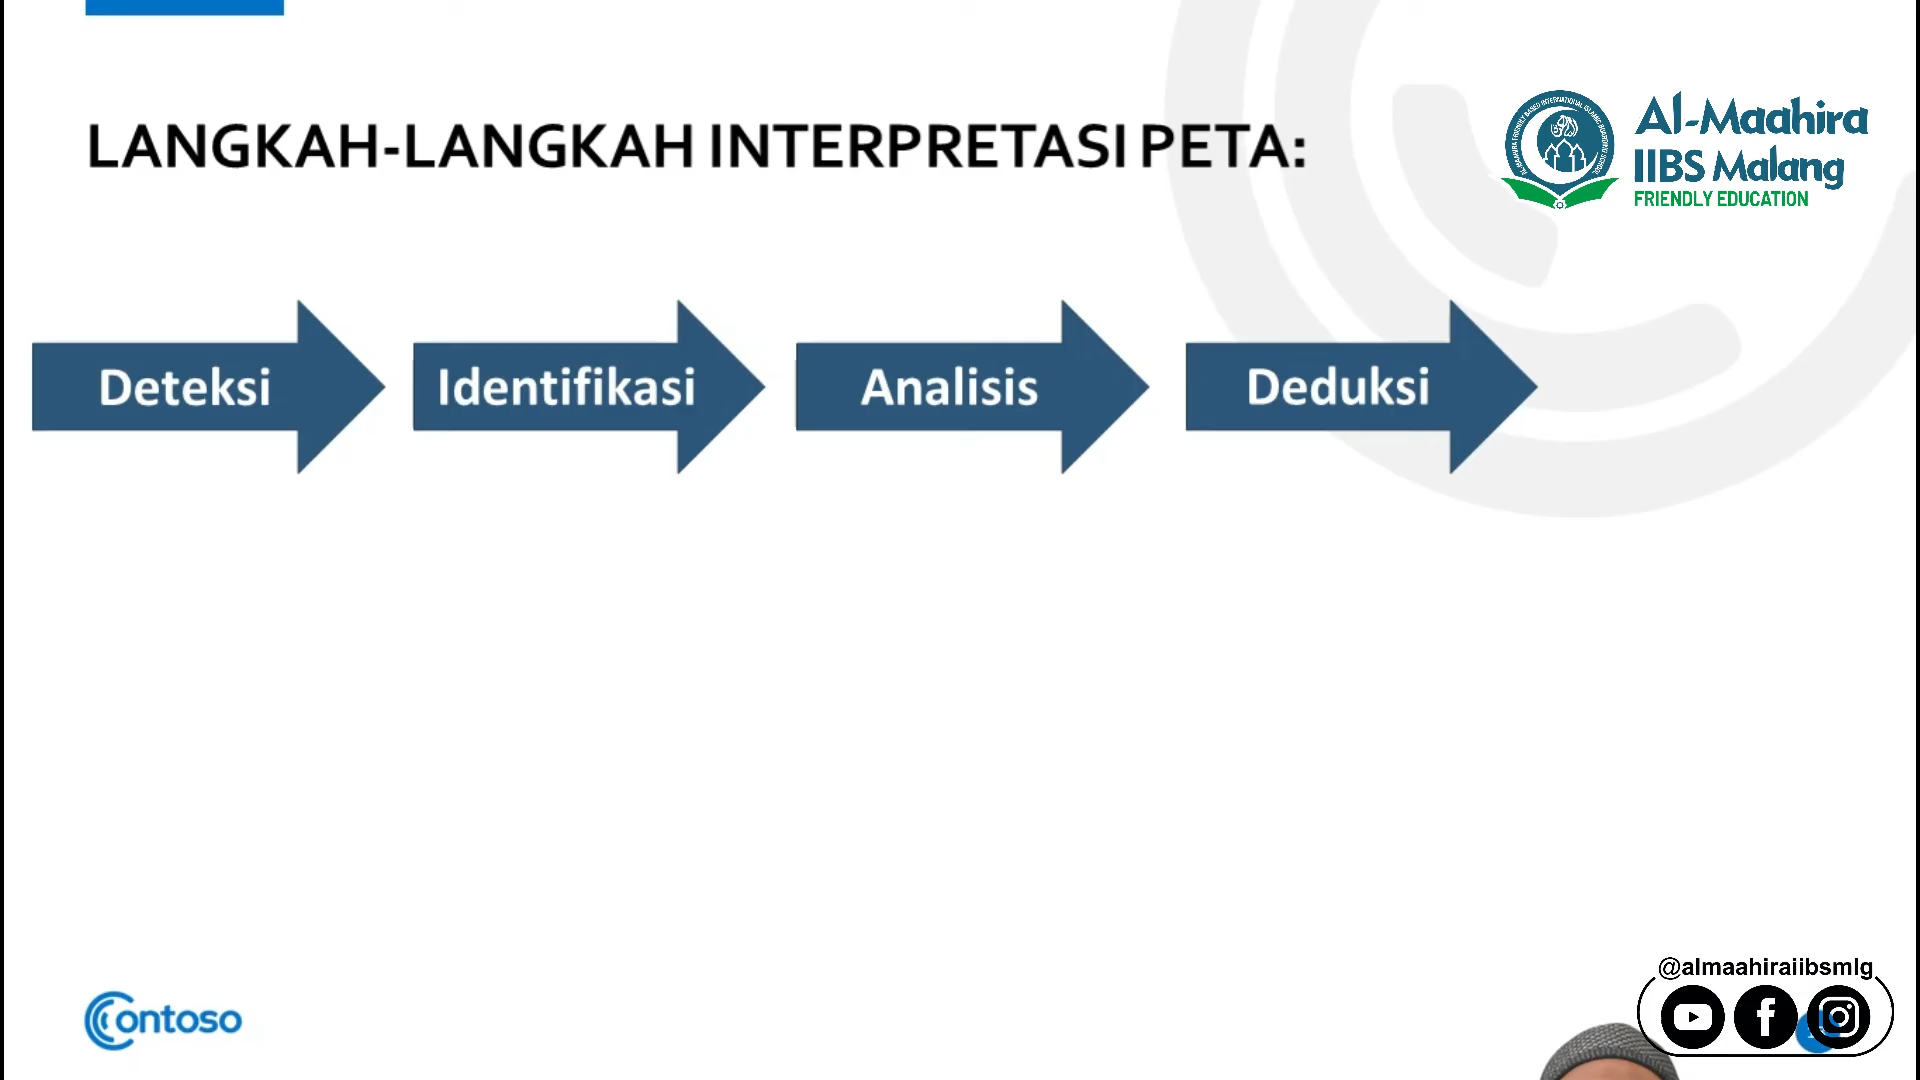 LANGKAH-LANGKAH INTERPRETASI PETA:
Al-Maahira
IIBS Malang
FRIENDLY EDUCATION
Deteksi
Identifikasi
Analisis
Deduksi
Contoso
@almaahiraiibsmlg